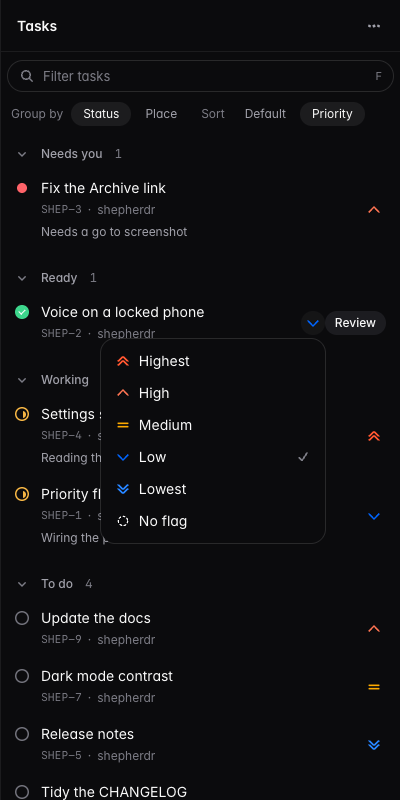 Tasks
Filter tasks F
Group by Status Place Sort Default Priority
Needs you 1
Fix the Archive link
SHEP-3 · shepherdr
Needs a go to screenshot
Ready 1
Voice on a locked phone
SHEP-2 · shepherdr
Review
Highest
High
Medium
Low
Lowest
No flag
Working
Settings
SHEP-4 ·
Reading
SHEP-1 ·
Priority
Wiring the
To do 4
Update the docs
SHEP-9 · shepherdr
Dark mode contrast
SHEP-7 · shepherdr
Release notes
SHEP-5 · shepherdr
Tidy the CHANGELOG